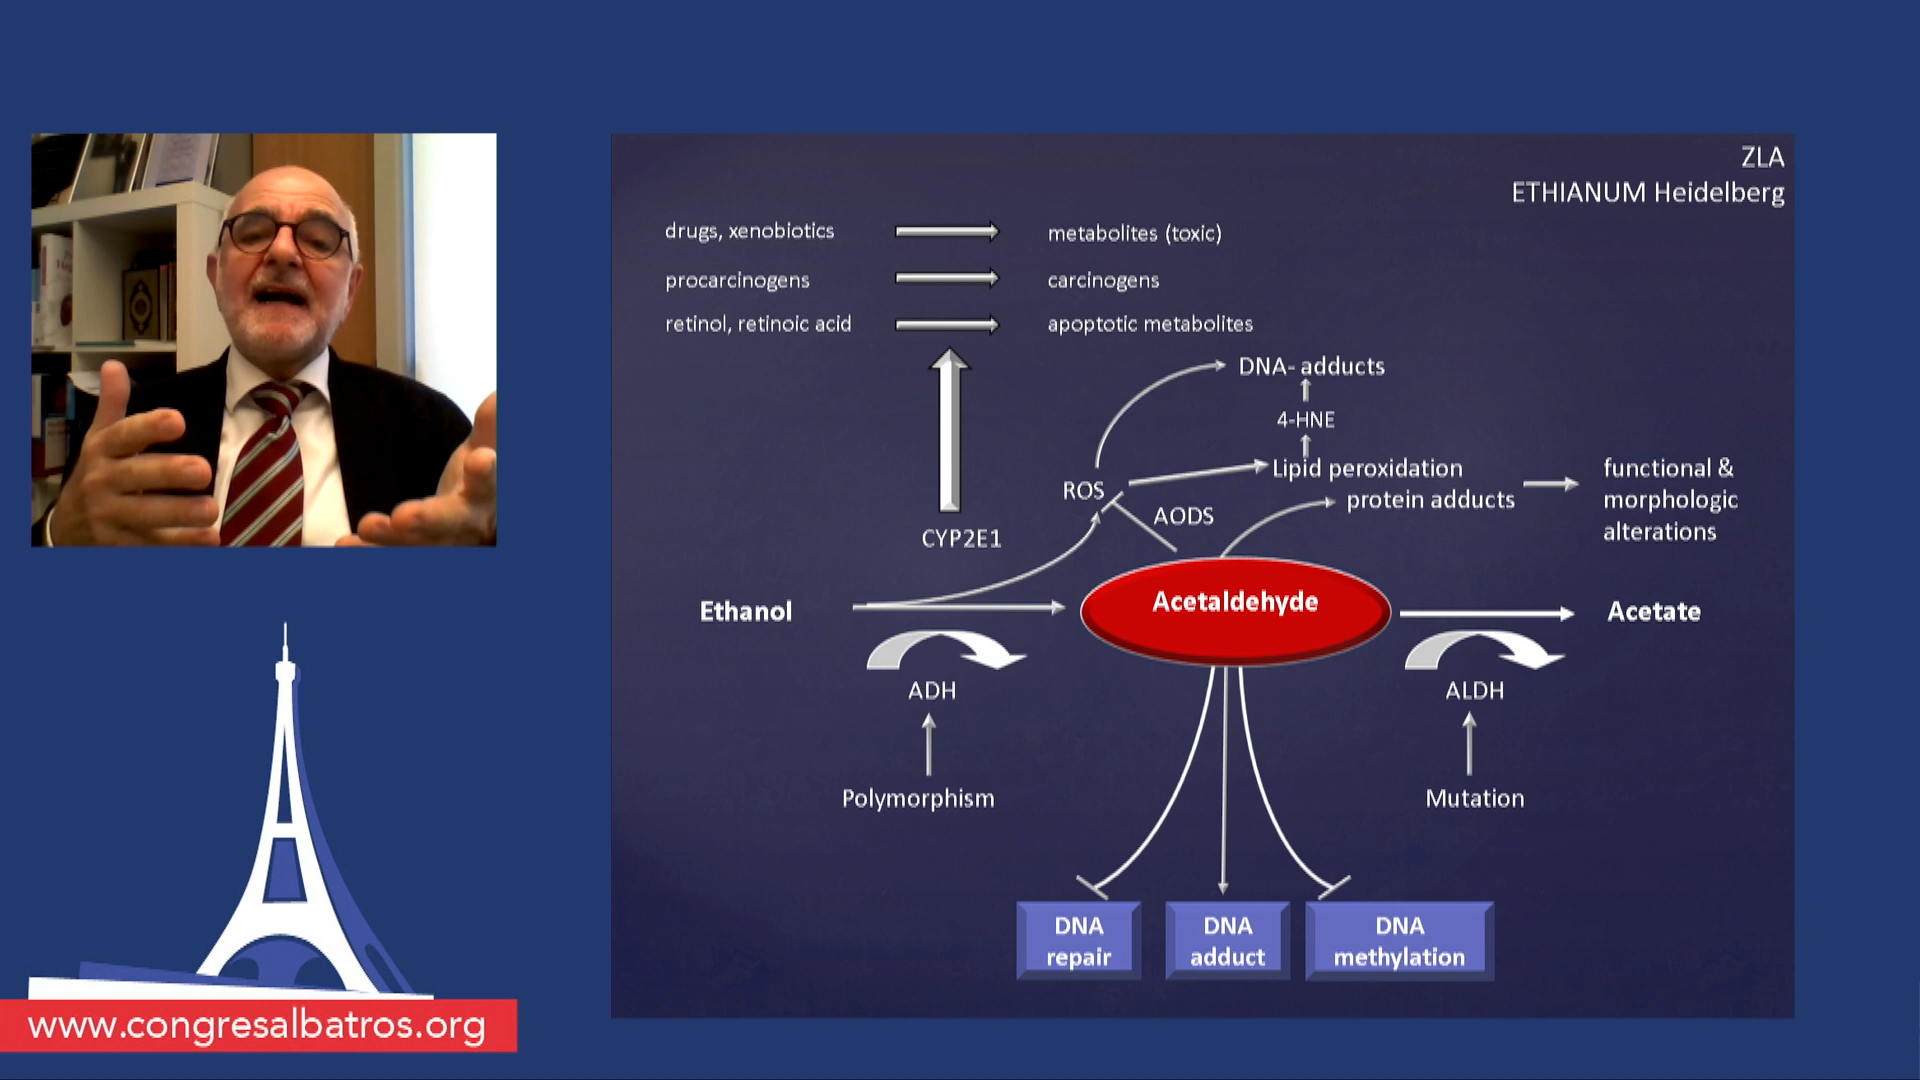 ZLA
ETHIANUM Heidelberg
drugs, xenobiotics
metabolites (toxic)
procarcinogens
carcinogens
retinol, retinoic acid
apoptotic metabolites
DNA- adducts
4-HNE
Lipid peroxidation
ROS
protein adducts
functional &
morphologic
alterations
AODS
CYP2E1
Ethanol
Acetaldehyde
Acetate
ADH
ALDH
Polymorphism
Mutation
DNA
repair
DNA
adduct
DNA
methylation
www.congresalbatros.org